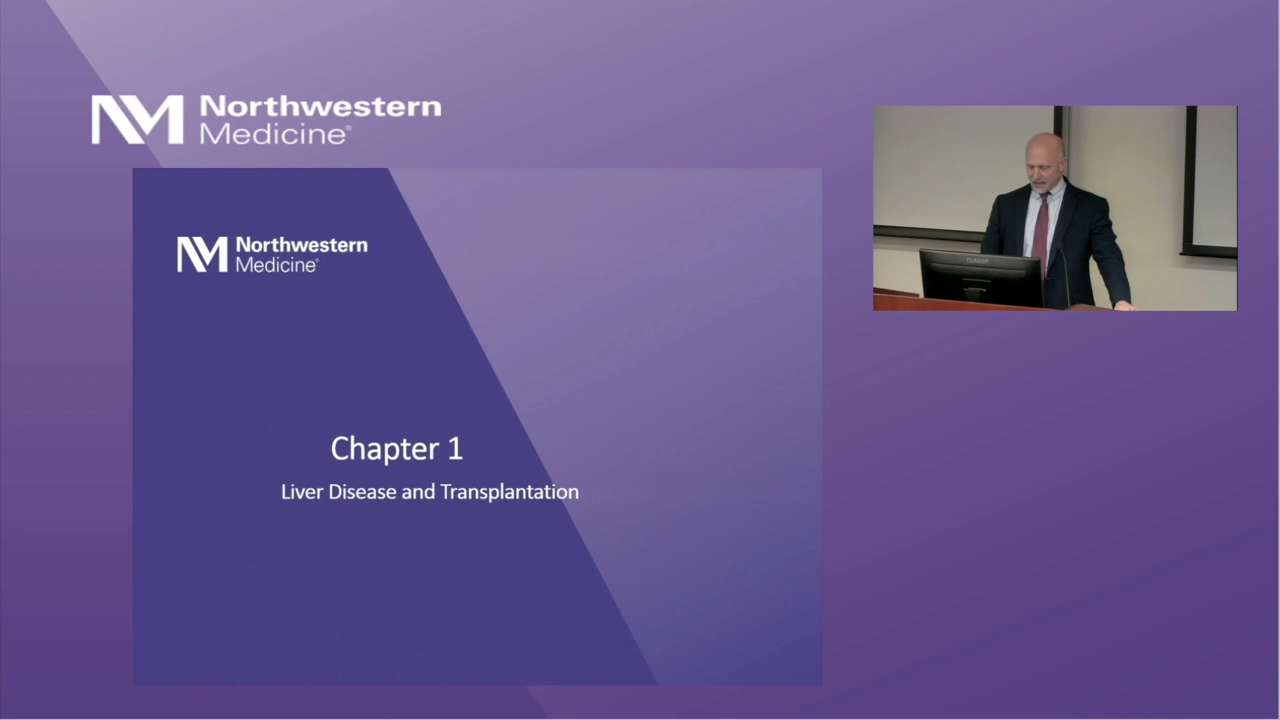 Northwestern
Medicine®
Northwestern
Medicine®
Chapter 1
Liver Disease and Transplantation